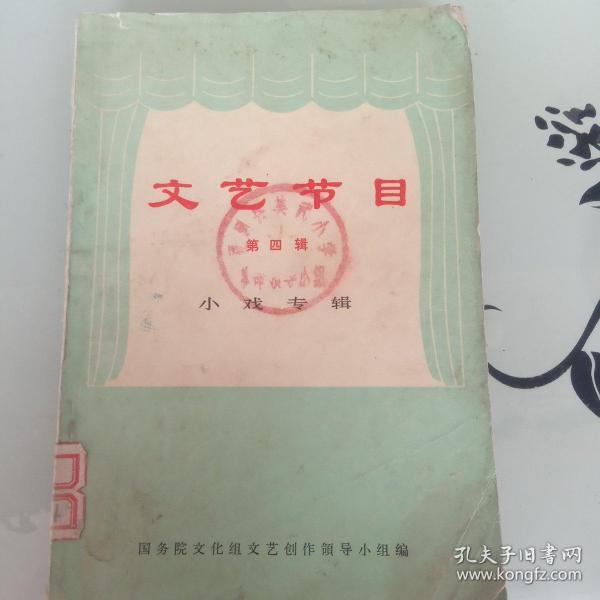 文艺节目
第四辑
小戏专辑
国务院文化组文艺创作领导小组编
孔夫子旧书网
www.kongfz.com